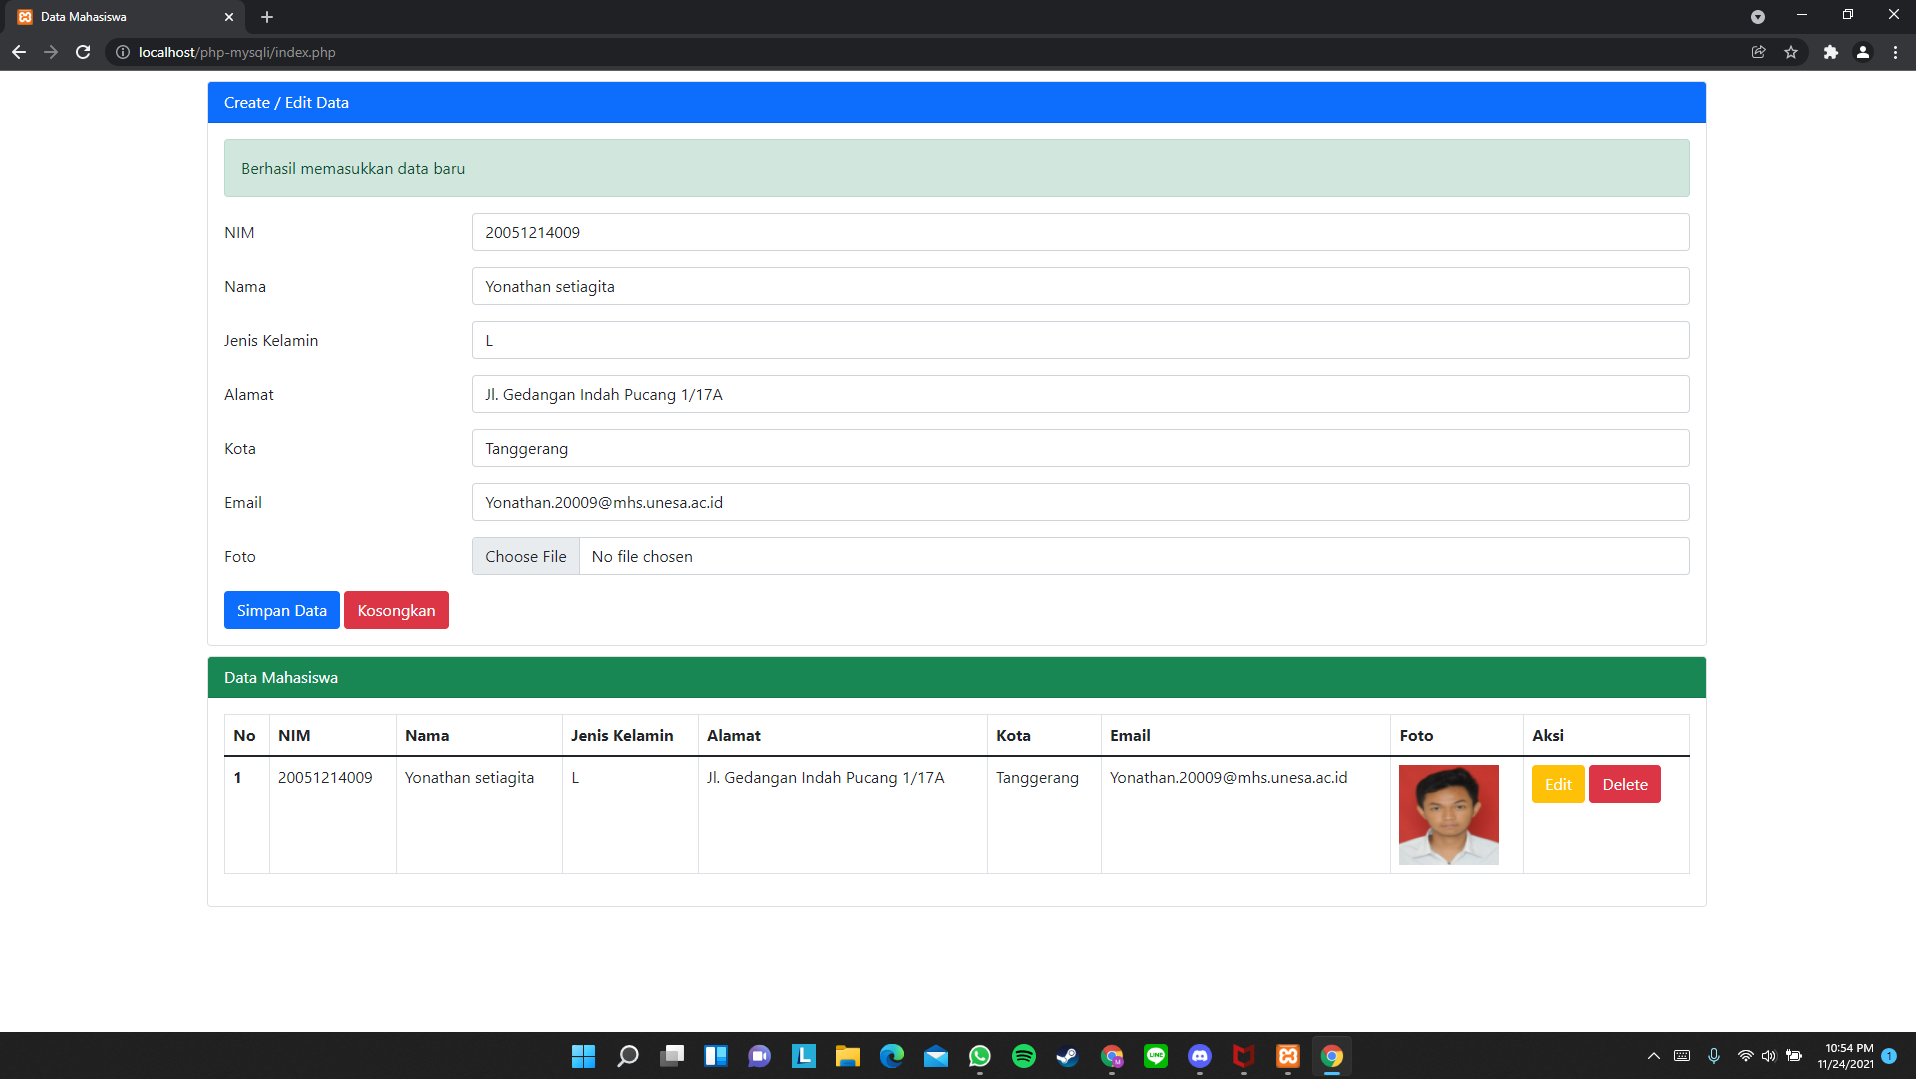 Data Mahasiswa
localhost/php-mysqli/index.php
Create / Edit Data
Berhasil memasukkan data baru
NIM 20051214009
Nama Yonathan setiagita
Jenis Kelamin L
Alamat Jl. Gedangan Indah Pucang 1/17A
Kota Tanggerang
Email Yonathan.20009@mhs.unesa.ac.id
Foto Choose File No file chosen
Simpan Data Kosongkan
Data Mahasiswa
No NIM Nama Jenis Kelamin Alamat Kota Email Foto Aksi
1 20051214009 Yonathan setiagita L Jl. Gedangan Indah Pucang 1/17A Tanggerang Yonathan.20009@mhs.unesa.ac.id Edit Delete
L LINE M 10:54 PM
11/24/2021 1